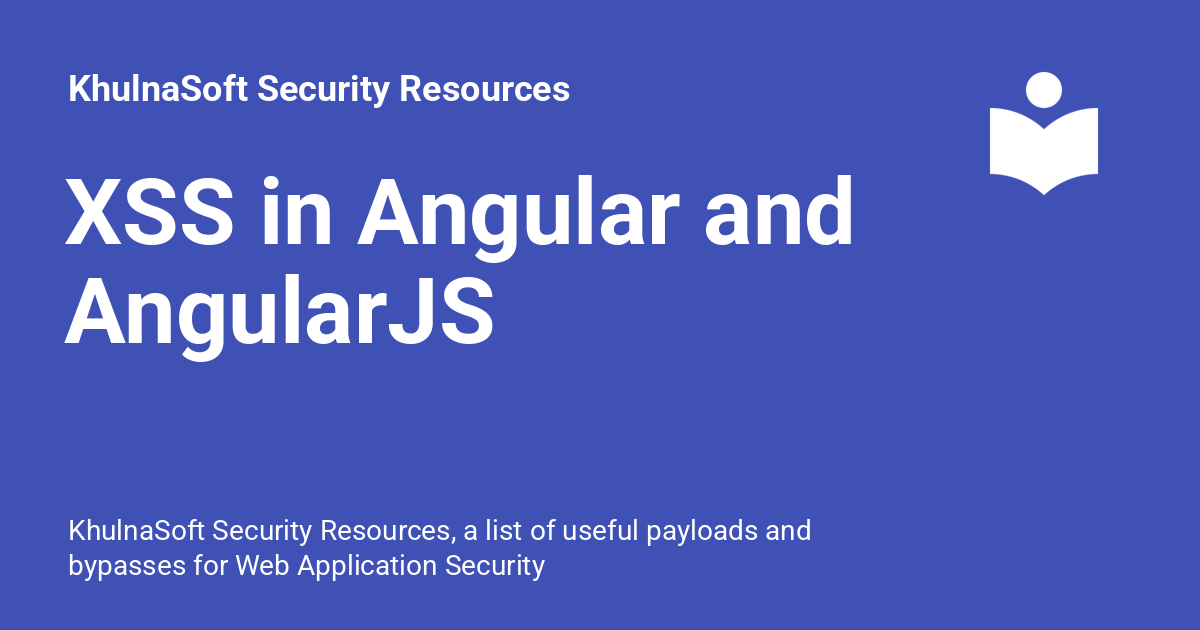 KhulnaSoft Security Resources
XSS in Angular and
AngularJS
KhulnaSoft Security Resources, a list of useful payloads and
bypasses for Web Application Security